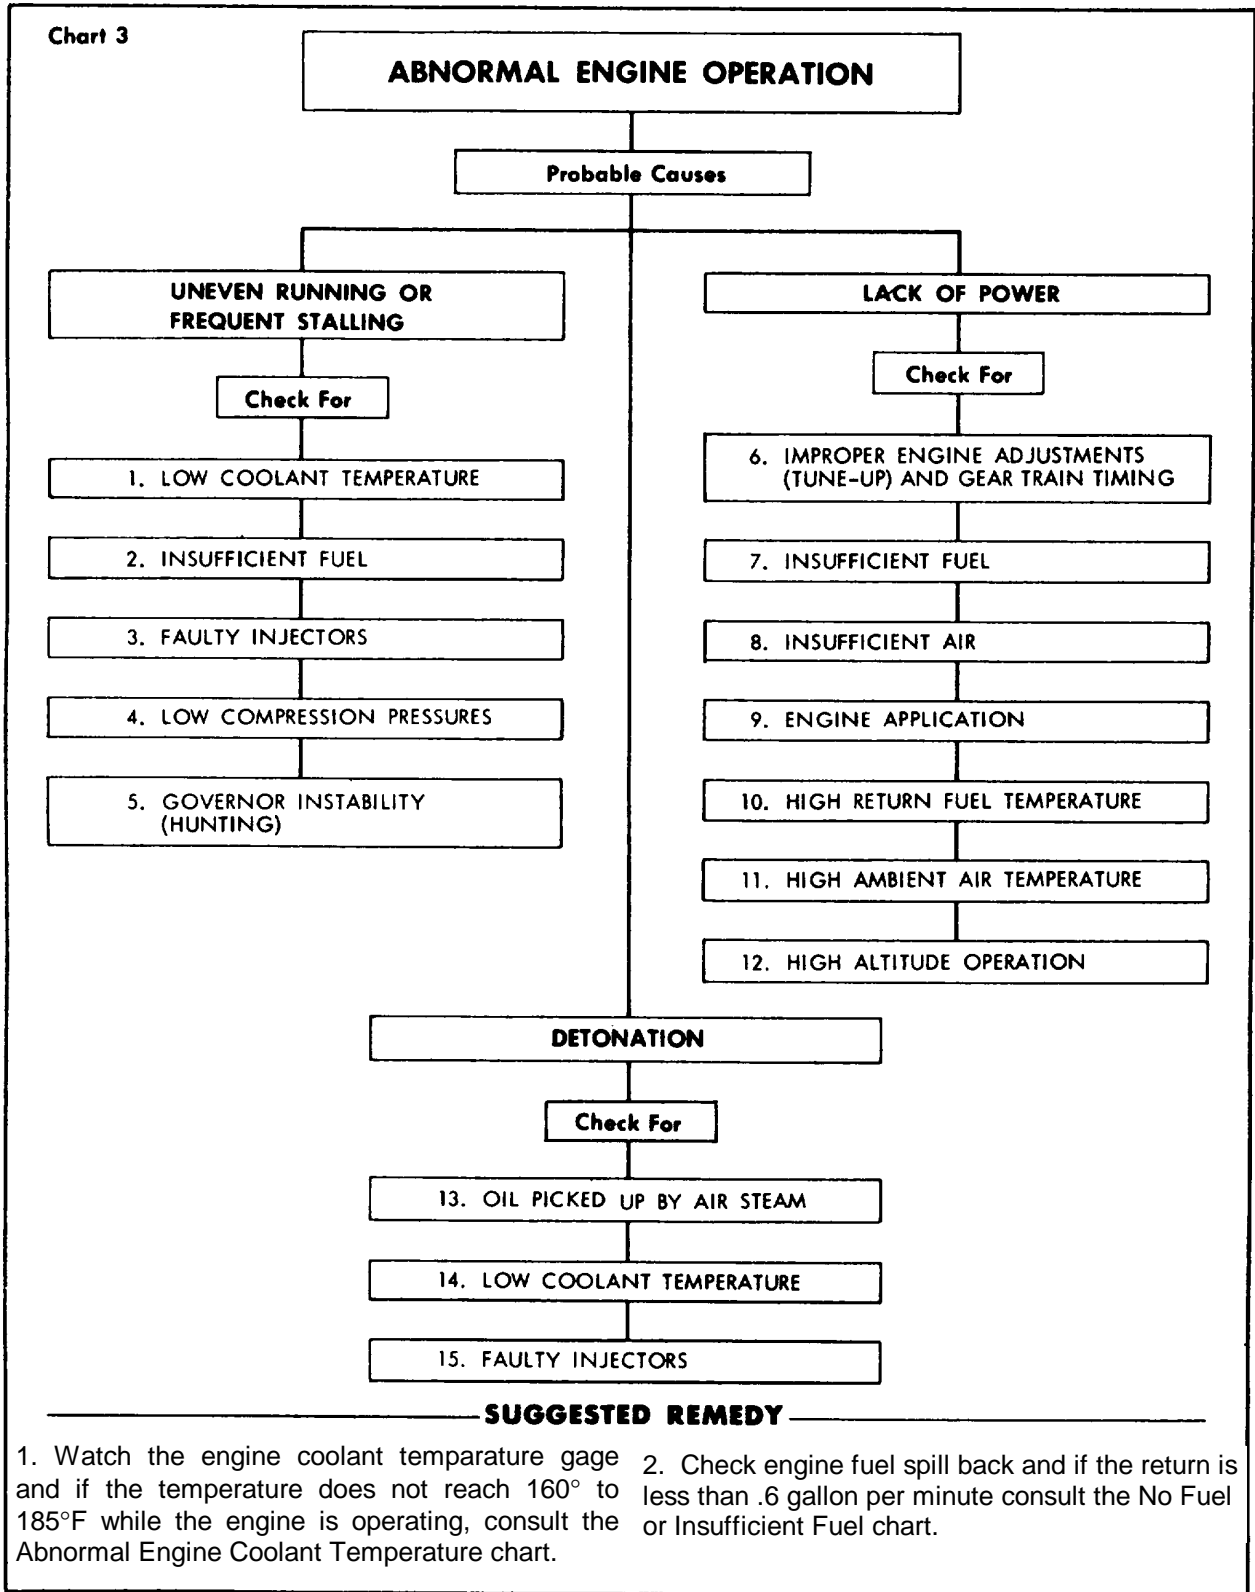 Chart 3
ABNORMAL ENGINE OPERATION
Probable Causes
UNEVEN RUNNING OR
FREQUENT STALLING
Check For
1. LOW COOLANT TEMPERATURE
2. INSUFFICIENT FUEL
3. FAULTY INJECTORS
4. LOW COMPRESSION PRESSURES
5. GOVERNOR INSTABILITY
(HUNTING)
LACK OF POWER
Check For
6. IMPROPER ENGINE ADJUSTMENTS
(TUNE-UP) AND GEAR TRAIN TIMING
7. INSUFFICIENT FUEL
8. INSUFFICIENT AIR
9. ENGINE APPLICATION
10. HIGH RETURN FUEL TEMPERATURE
11. HIGH AMBIENT AIR TEMPERATURE
12. HIGH ALTITUDE OPERATION
DETONATION
Check For
13. OIL PICKED UP BY AIR STEAM
14. LOW COOLANT TEMPERATURE
15. FAULTY INJECTORS
SUGGESTED REMEDY
1. Watch the engine coolant temparature gage
and if the temperature does not reach 160° to
185°F while the engine is operating, consult the
Abnormal Engine Coolant Temperature chart.
2. Check engine fuel spill back and if the return is
less than .6 gallon per minute consult the No Fuel
or Insufficient Fuel chart.